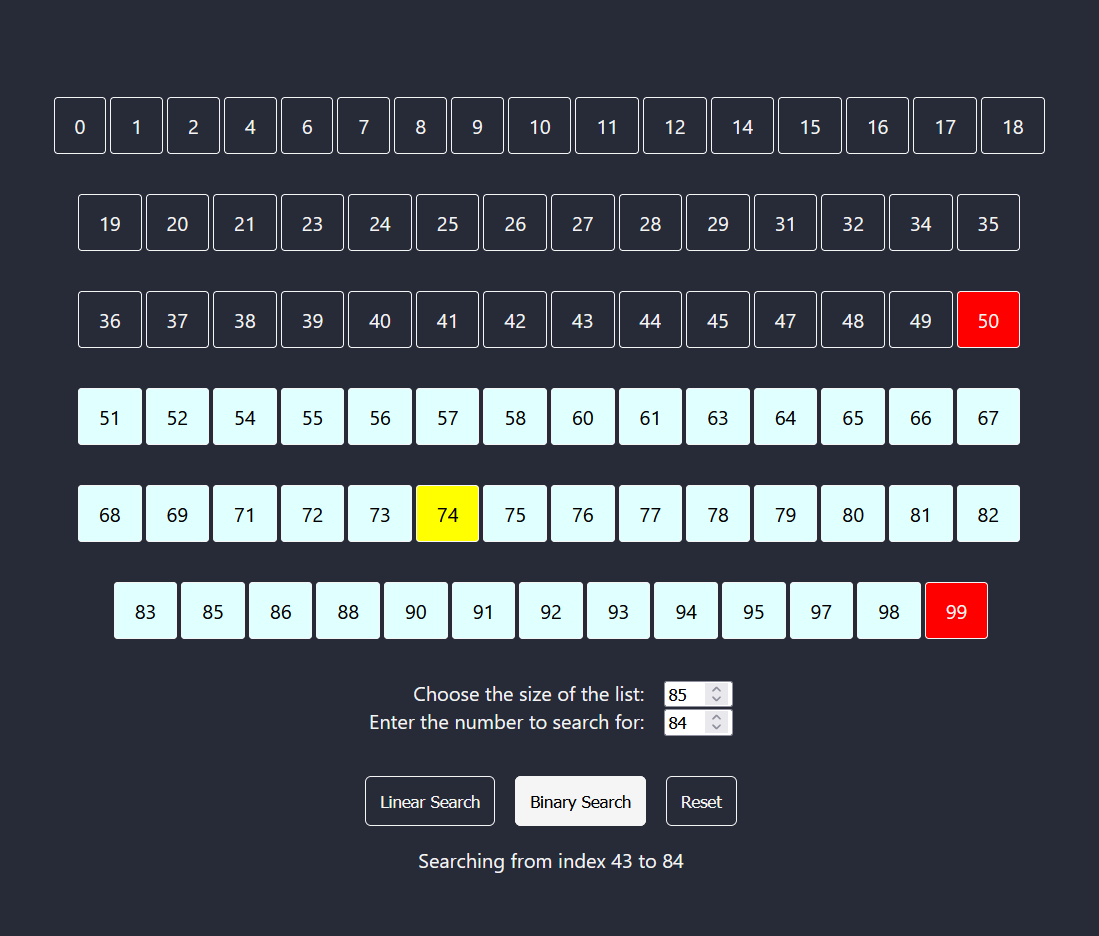 0 1 2 4 6 7 8 9 10 11 12 14 15 16 17 18
19 20 21 23 24 25 26 27 28 29 31 32 34 35
36 37 38 39 40 41 42 43 44 45 47 48 49 50
51 52 54 55 56 57 58 60 61 63 64 65 66 67
68 69 71 72 73 74 75 76 77 78 79 80 81 82
83 85 86 88 90 91 92 93 94 95 97 98 99
Choose the size of the list: 85
Enter the number to search for: 84
Linear Search Binary Search Reset
Searching from index 43 to 84